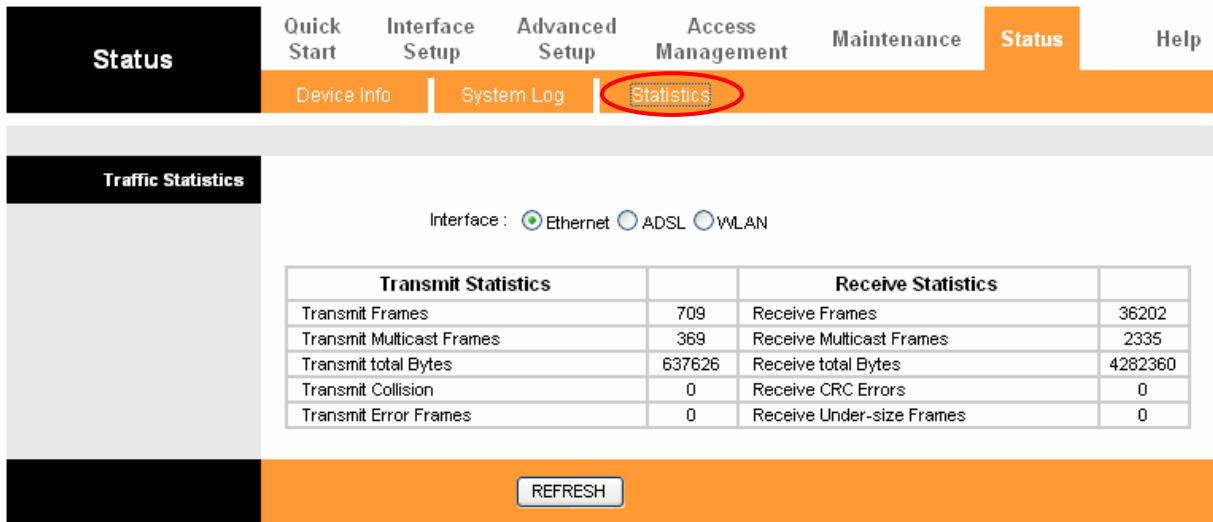 Status
Quick Start
Interface Setup
Advanced Setup
Access Management
Maintenance
Status
Help
Device Info
System Log
Statistics
Traffic Statistics
Interface : Ethernet ADSL WLAN
Transmit Statistics Receive Statistics
Transmit Frames 709 Receive Frames 36202
Transmit Multicast Frames 369 Receive Multicast Frames 2335
Transmit total Bytes 637626 Receive total Bytes 4282360
Transmit Collision 0 Receive CRC Errors 0
Transmit Error Frames 0 Receive Under-size Frames 0
REFRESH